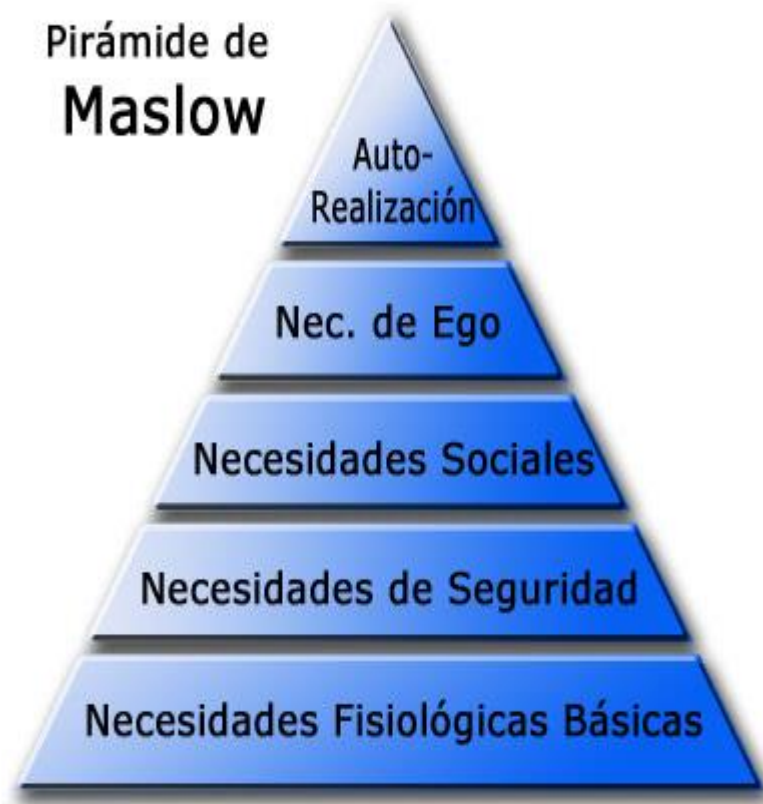 Pirámide de
Maslow
Auto-
Realización
Nec. de Ego
Necesidades Sociales
Necesidades de Seguridad
Necesidades Fisiológicas Básicas